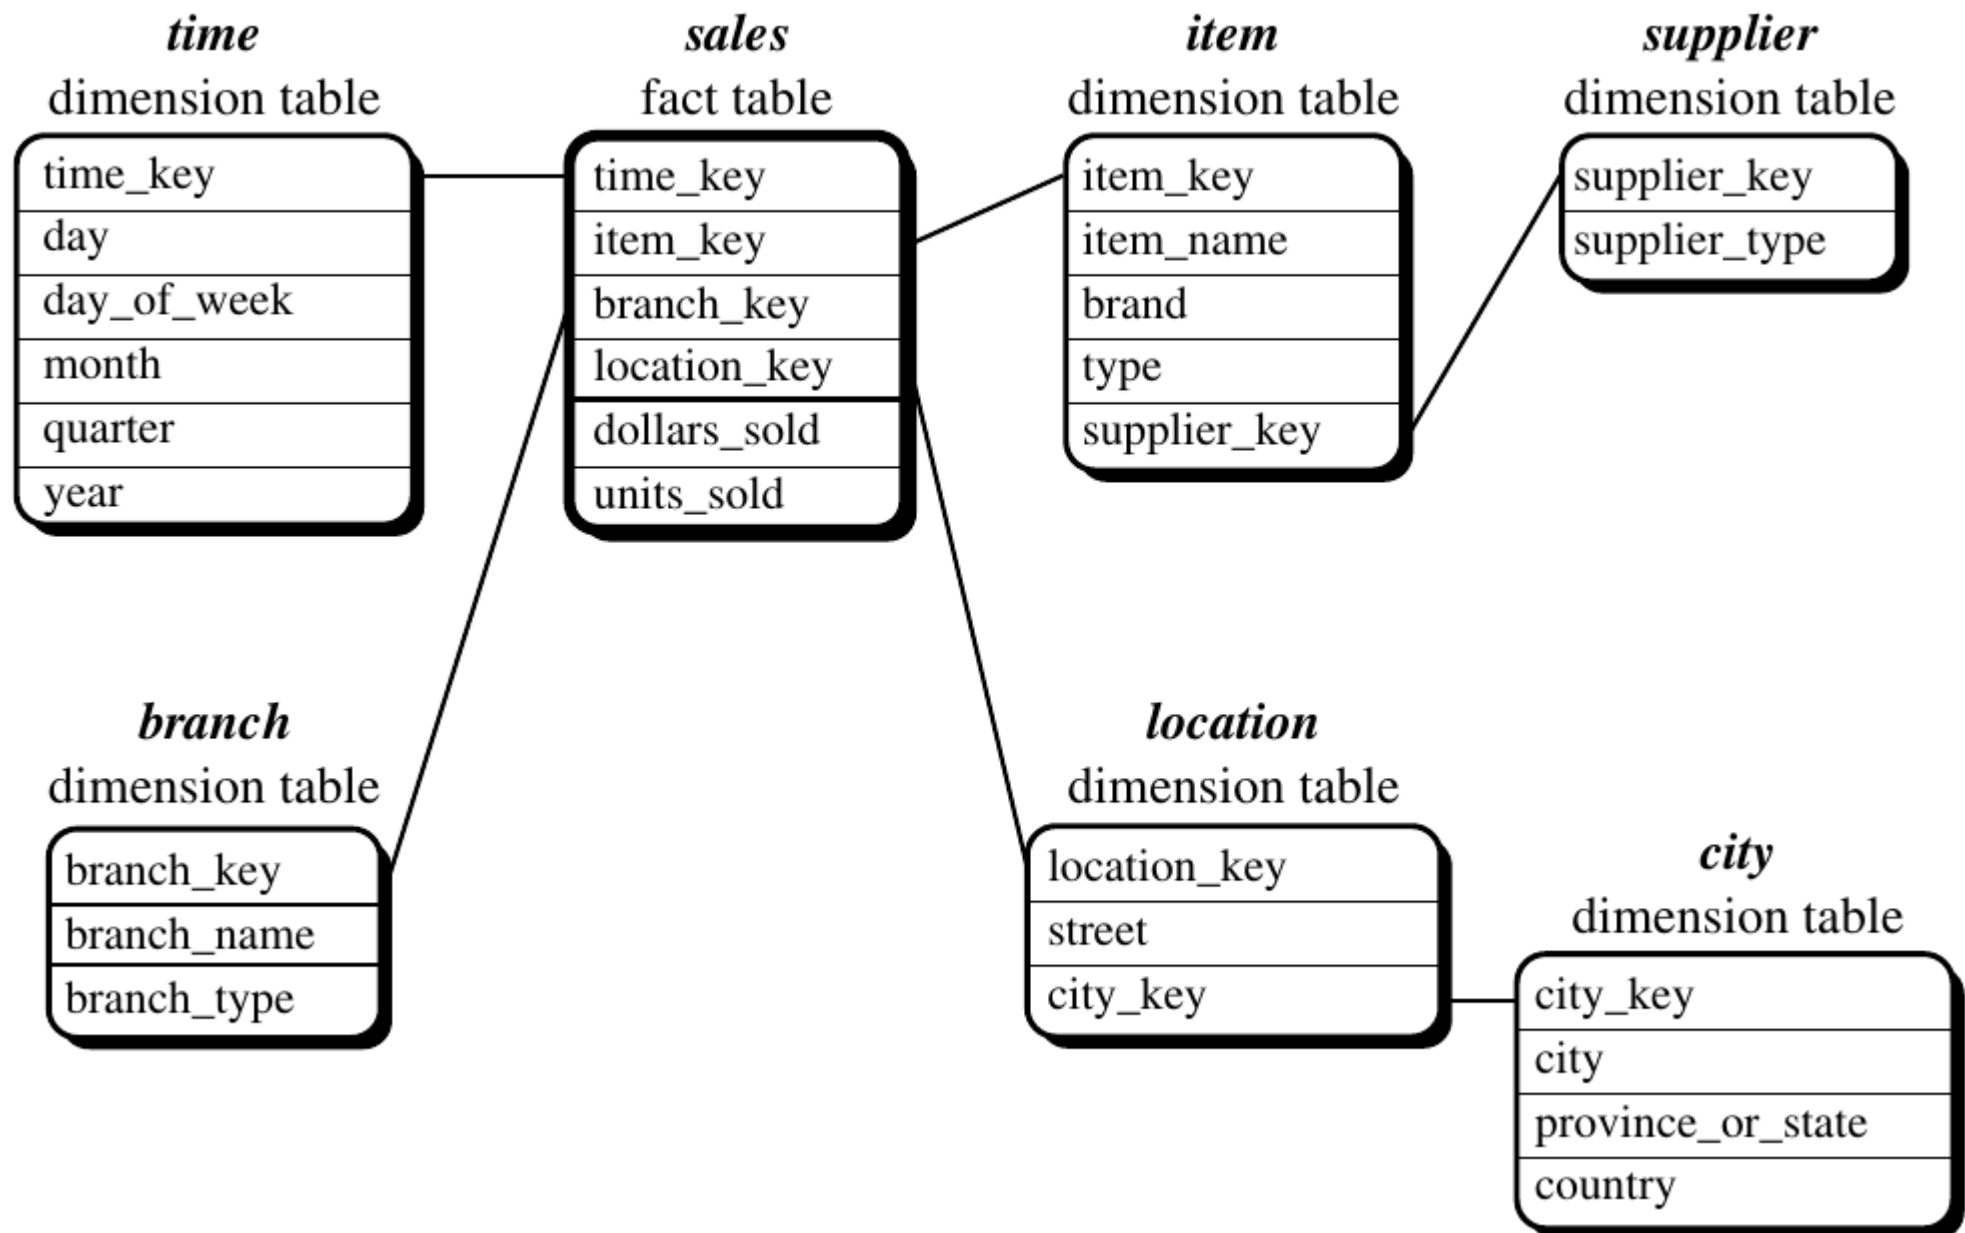 time
dimension table
time_key
day
day_of_week
month
quarter
year
sales
fact table
time_key
item_key
branch_key
location_key
dollars_sold
units_sold
item
dimension table
item_key
item_name
brand
type
supplier_key
supplier
dimension table
supplier_key
supplier_type
branch
dimension table
branch_key
branch_name
branch_type
location
dimension table
location_key
street
city_key
city
dimension table
city_key
city
province_or_state
country